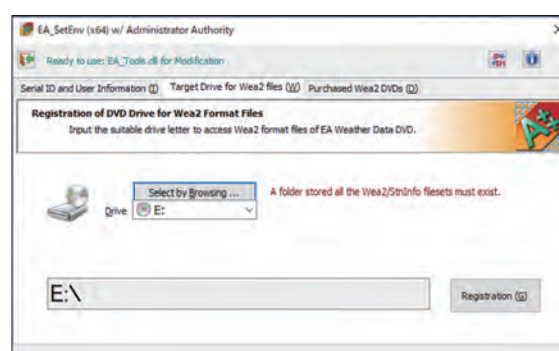 EA_SetEnv (x64) w/ Administrator Authority
Ready to use: EA_Tools.dll for Modification
Serial ID and User Information (I) Target Drive for Wea2 files (W) Purchased Wea2 DVDs (D)
Registration of DVD Drive for Wea2 Format Files
Input the suitable drive letter to access Wea2 format files of EA Weather Data DVD.
Select by Browsing ... A folder stored all the Wea2/StnInfo filesets must exist.
Drive E:
E:\ Registration (G)